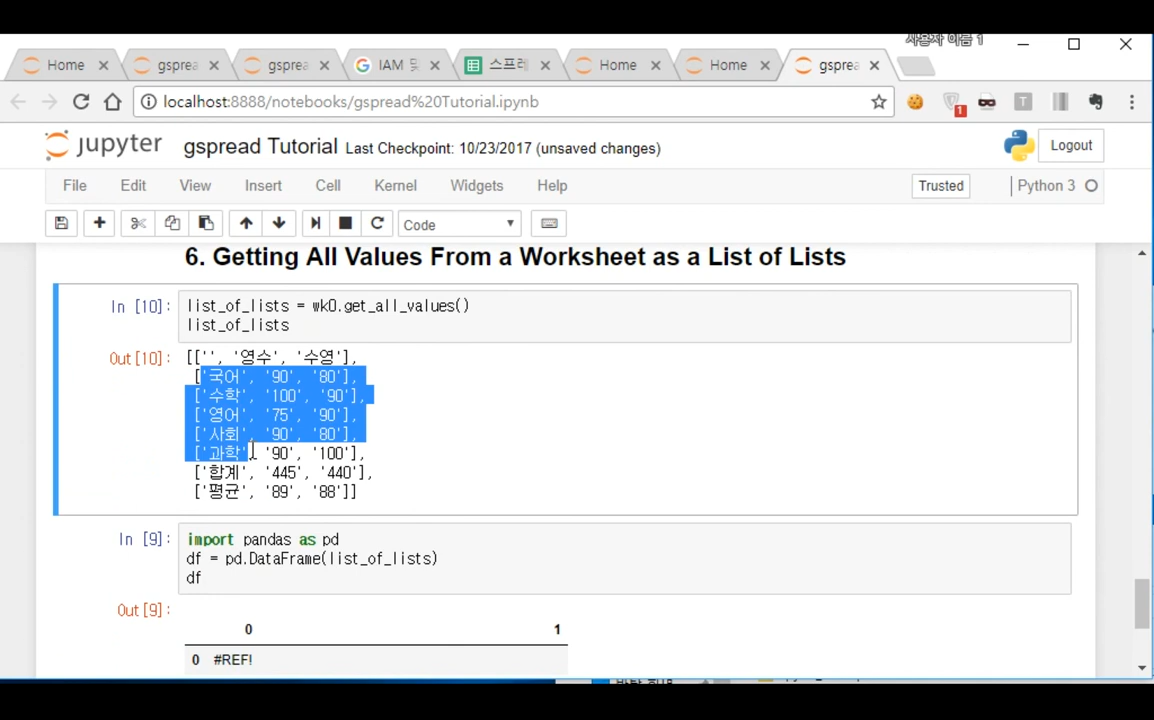 사용자 이름 1
Home
gsprea
gsprea
IAM 및
스프레
Home
Home
gsprea
localhost:8888/notebooks/gspread%20Tutorial.ipynb
1
T
jupyter gspread Tutorial Last Checkpoint: 10/23/2017 (unsaved changes)
Logout
File Edit View Insert Cell Kernel Widgets Help
Trusted
Python 3
Code
6. Getting All Values From a Worksheet as a List of Lists
In [10]: list_of_lists = wk0.get_all_values()
list_of_lists
Out[10]: [['', '영수', '수영'],
['국어', '90', '80'],
['수학', '100', '90'],
['영어', '75', '90'],
['사회', '90', '80'],
['과학', '90', '100'],
['합계', '445', '440'],
['평균', '89', '88']]
In [9]: import pandas as pd
df = pd.DataFrame(list_of_lists)
df
Out[9]:
0 1
0 #REF!